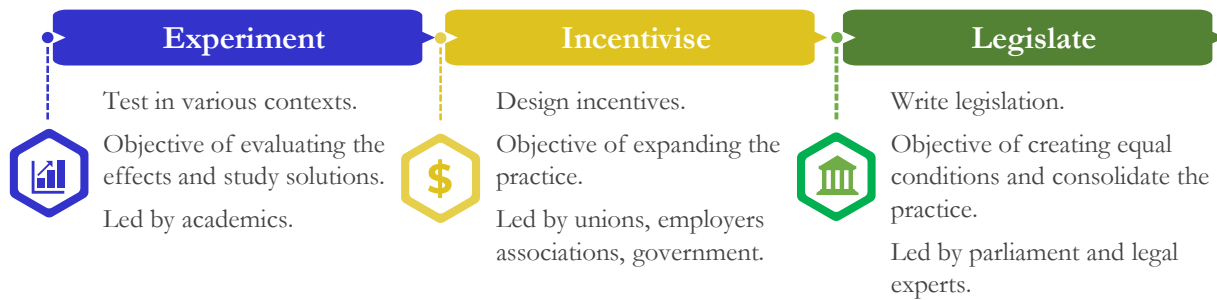 Experiment
Test in various contexts.
Objective of evaluating the
effects and study solutions.
Led by academics.
Incentivise
Design incentives.
Objective of expanding the
practice.
Led by unions, employers
associations, government.
$
Legislate
Write legislation.
Objective of creating equal
conditions and consolidate the
practice.
Led by parliament and legal
experts.